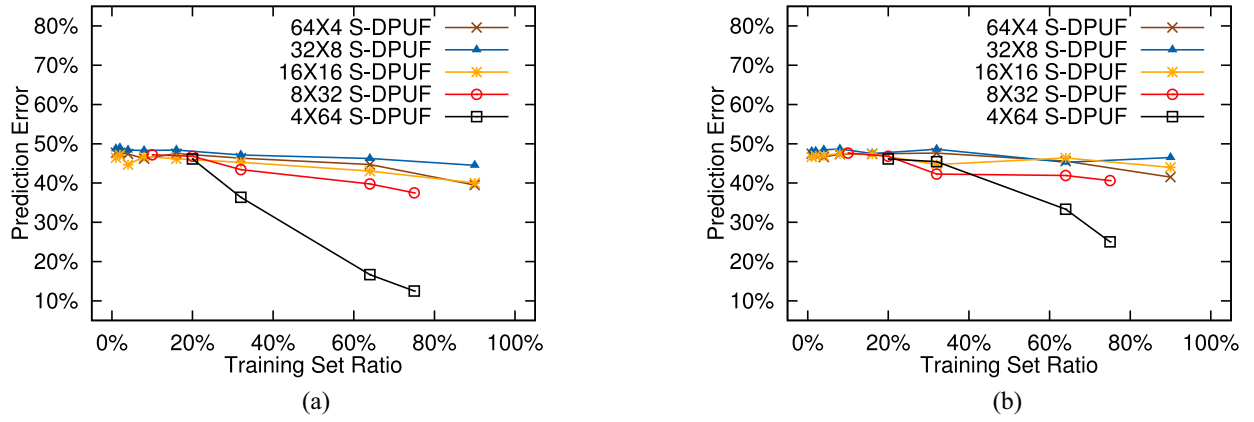 80%
70%
60%
50%
40%
30%
20%
10%
Prediction Error
64X4 S-DPUF
32X8 S-DPUF
16X16 S-DPUF
8X32 S-DPUF
4X64 S-DPUF
0% 20% 40% 60% 80% 100%
Training Set Ratio
(a)
80%
70%
60%
50%
40%
30%
20%
10%
Prediction Error
64X4 S-DPUF
32X8 S-DPUF
16X16 S-DPUF
8X32 S-DPUF
4X64 S-DPUF
0% 20% 40% 60% 80% 100%
Training Set Ratio
(b)